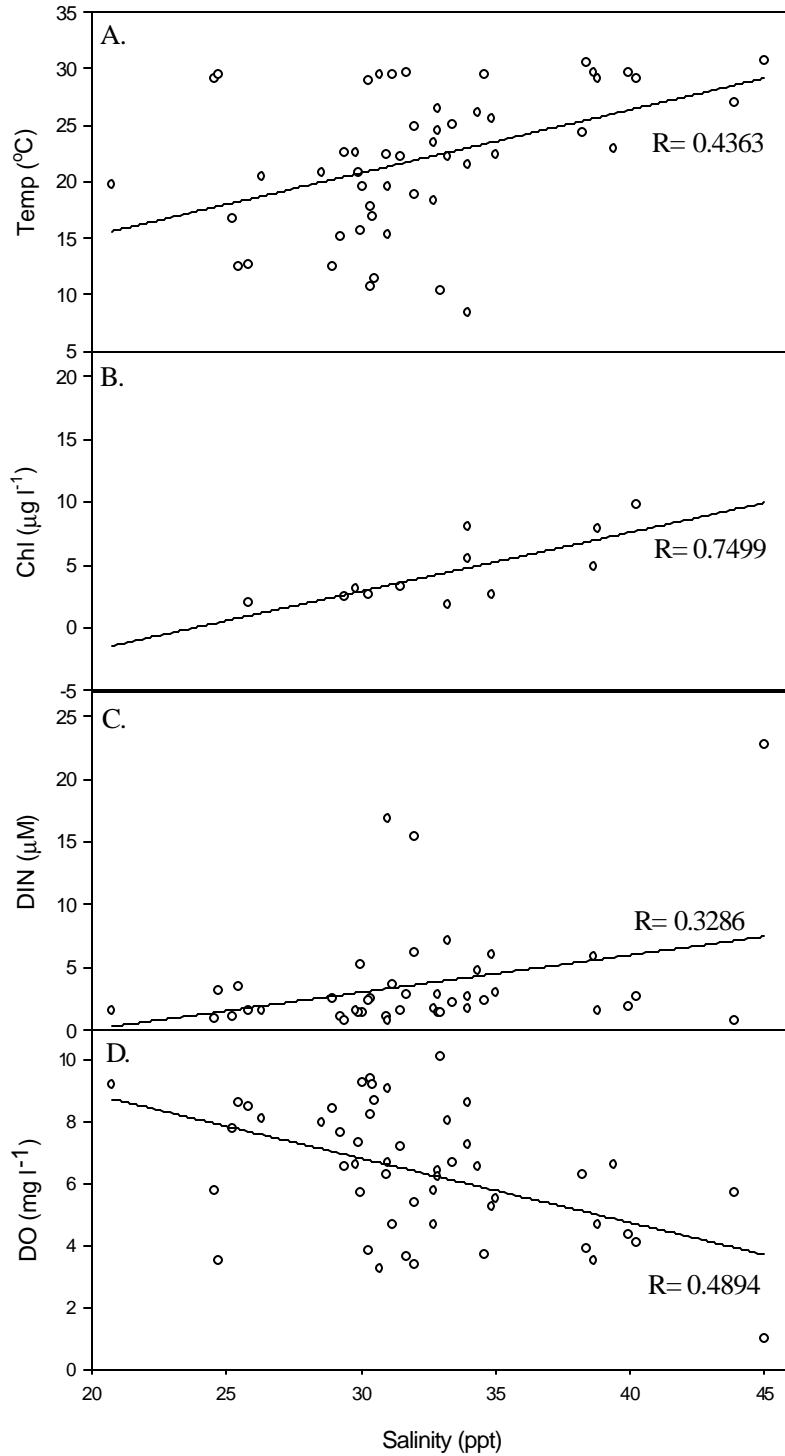 A.
35
30
25
20
15
10
5
Temp (°C)
R= 0.4363
B.
20
15
10
5
0
-5
Chl (µg l⁻¹)
R= 0.7499
C.
25
20
15
10
5
0
DIN (µM)
R= 0.3286
D.
10
8
6
4
2
0
DO (mg l⁻¹)
R= 0.4894
20 25 30 35 40 45
Salinity (ppt)